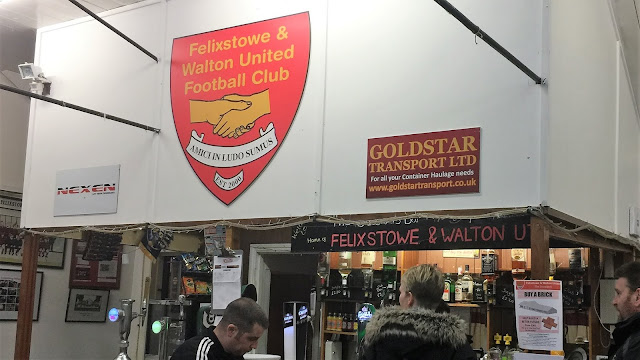 Felixstowe &
Walton United
Football Club
AMICI IN LUDO SUMUS
EST 2000
NEXEN
GOLDSTAR
TRANSPORT LTD
For all your Container Haulage needs
www.goldstartransport.co.uk
Home
FELIXSTOWE & WALTON U
BUY A BRICK